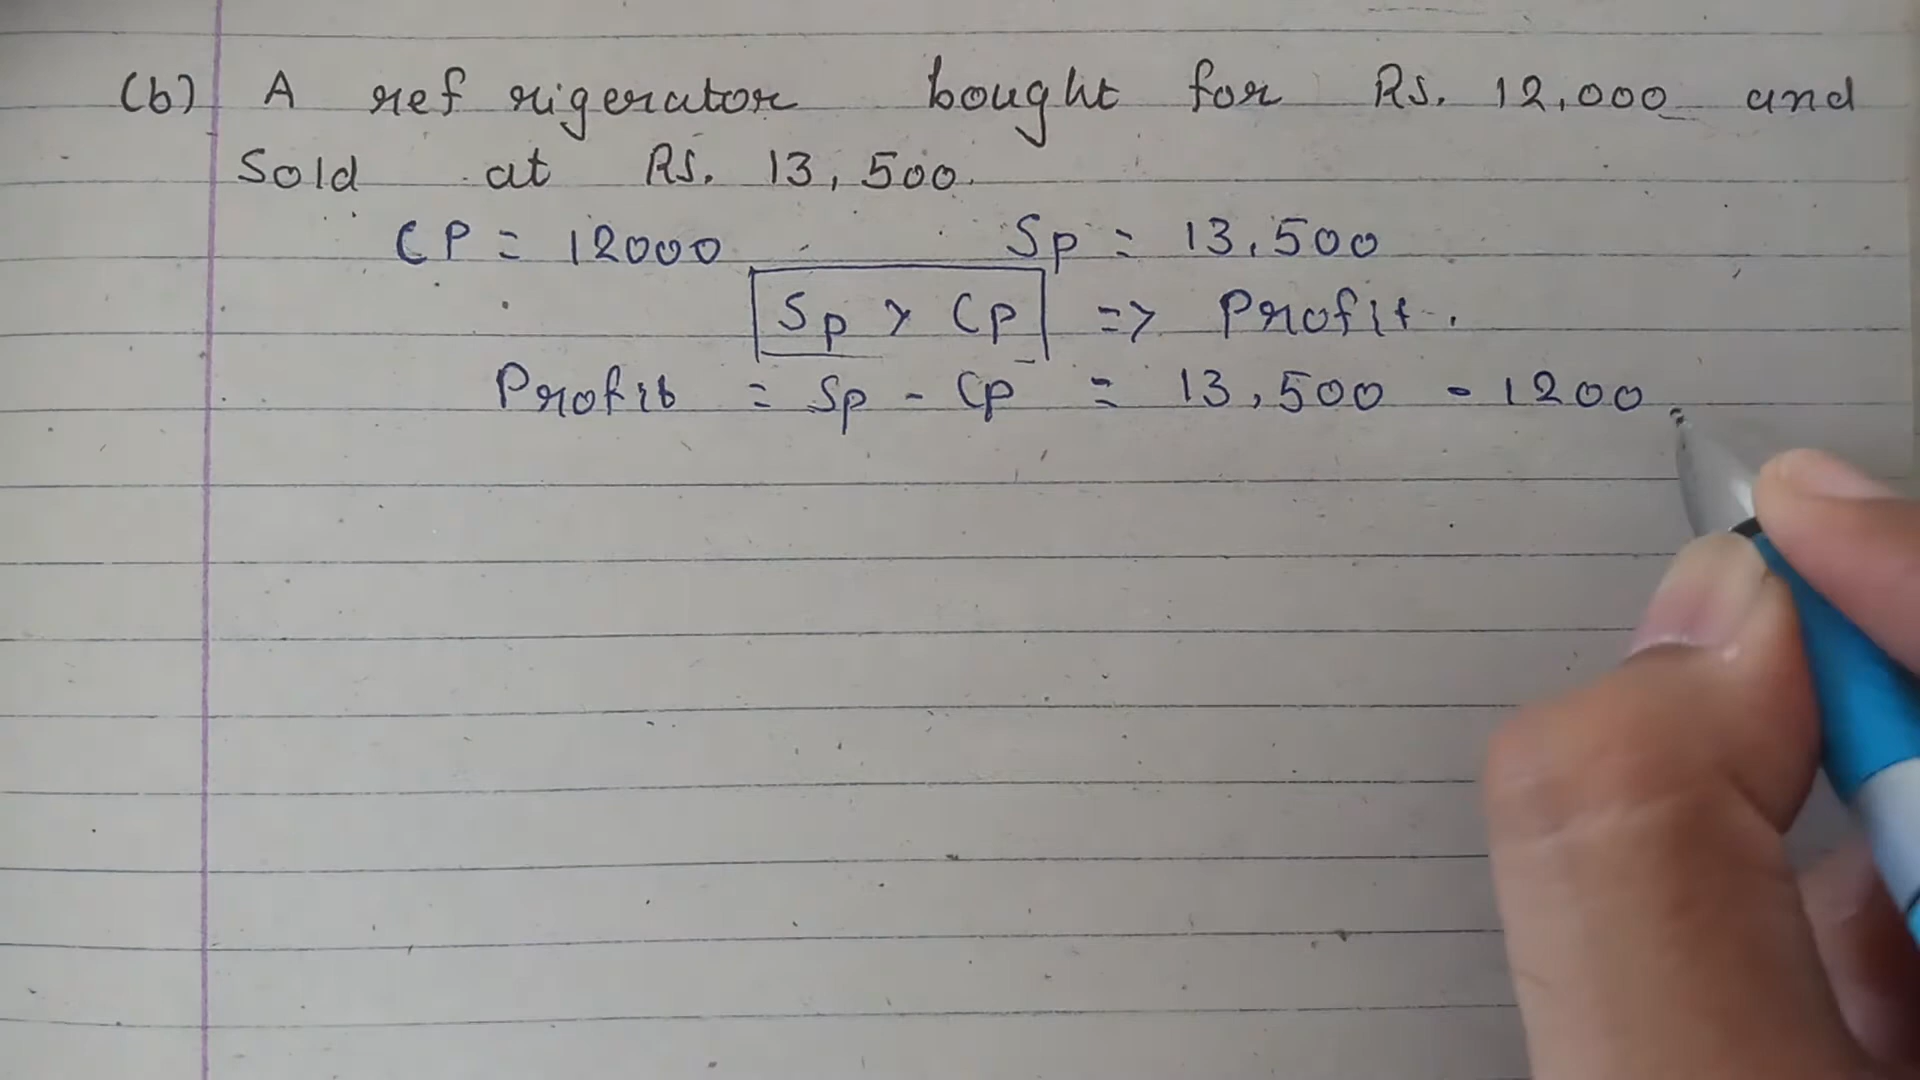 (b) A refrigerator bought for Rs. 12,000 and
Sold at Rs. 13,500.
CP = 12000 Sp = 13,500
Sp > Cp => Profit.
Profit = Sp - Cp = 13,500 - 1200